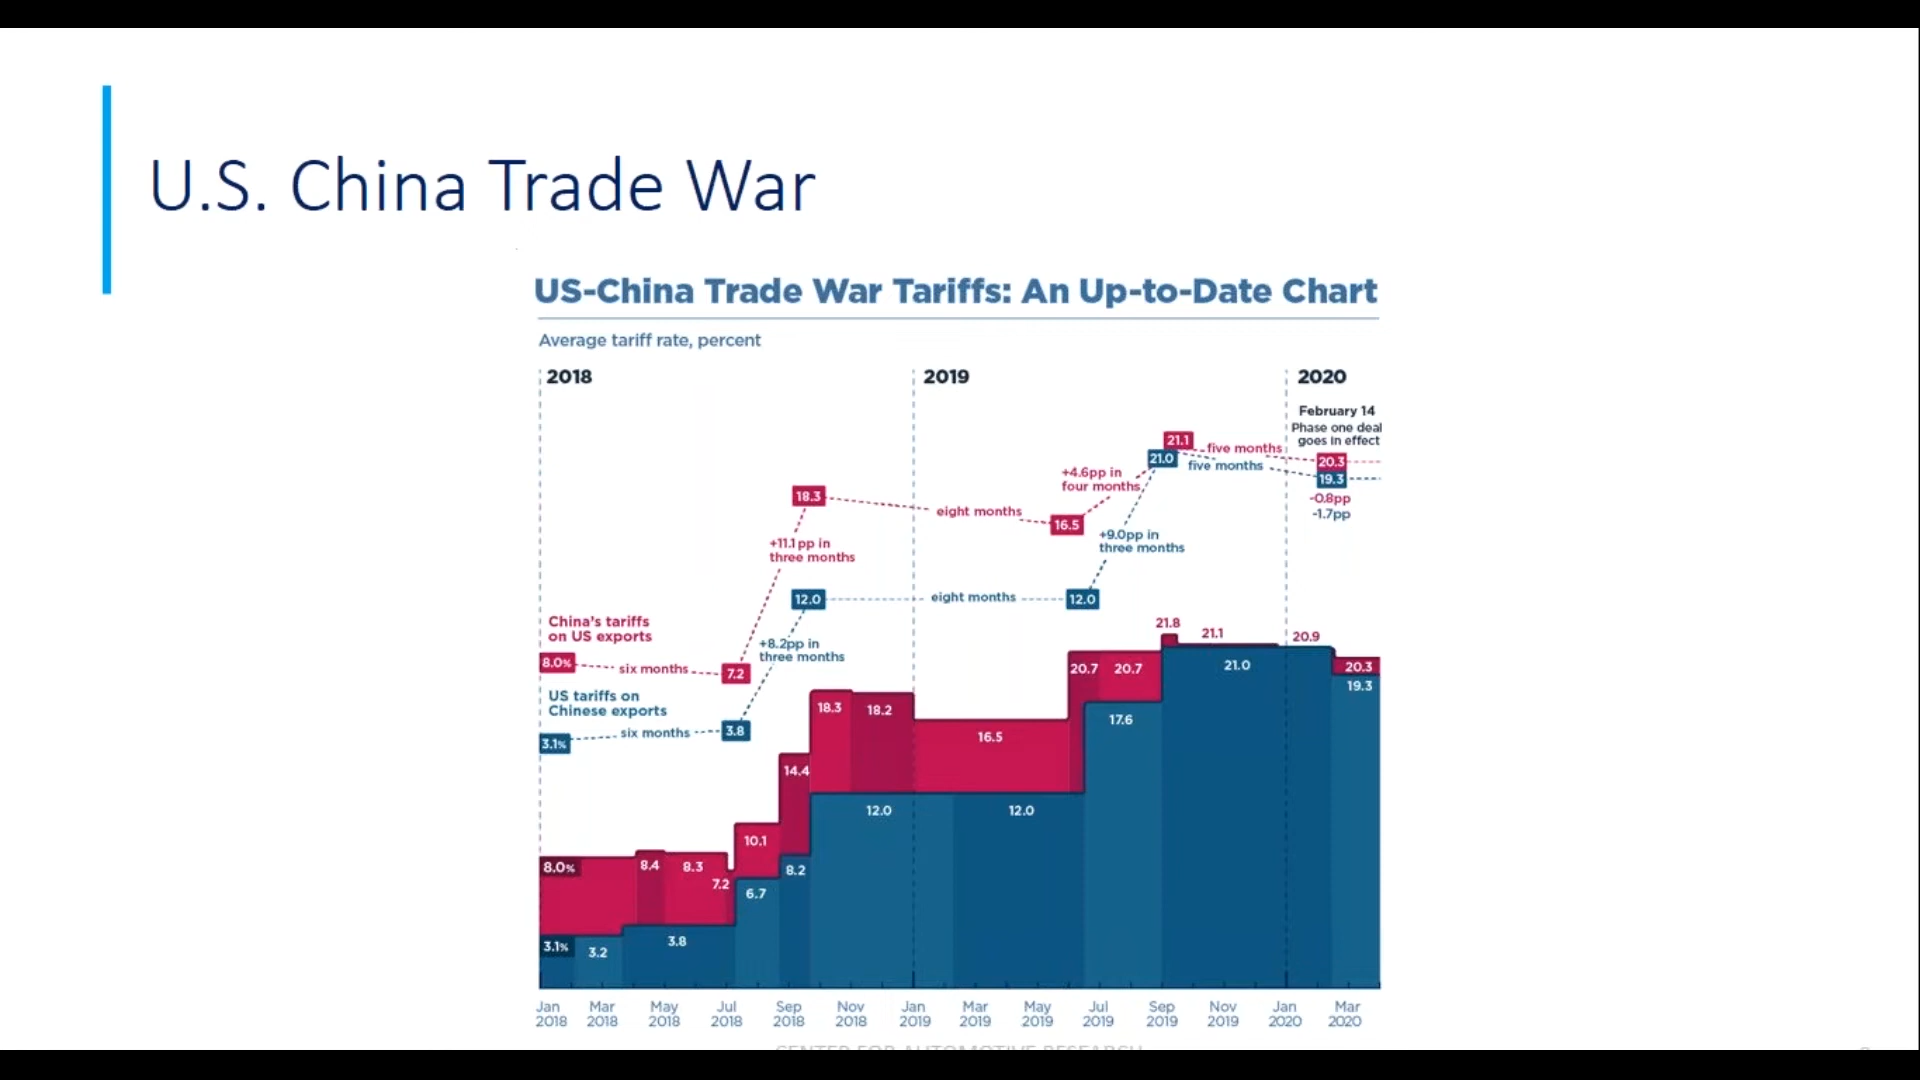 U.S. China Trade War
US-China Trade War Tariffs: An Up-to-Date Chart
Average tariff rate, percent
2018
2019
2020
February 14
Phase one deal
goes in effect
21.1
five months
20.3
21.0
five months
19.3
-0.8pp
-1.7pp
+4.6pp in
four months
18.3
eight months
16.5
+11.1 pp in
three months
+9.0pp in
three months
12.0
eight months
12.0
China's tariffs
on US exports
+8.2pp in
three months
8.0%
six months
7.2
US tariffs on
Chinese exports
3.1%
six months
3.8
8.0%
8.4
8.3
7.2
10.1
14.4
18.3
18.2
16.5
20.7
20.7
21.8
21.1
20.9
20.3
3.1%
3.2
3.8
6.7
8.2
12.0
12.0
17.6
21.0
19.3
Jan
2018
Mar
2018
May
2018
Jul
2018
Sep
2018
Nov
2018
Jan
2019
Mar
2019
May
2019
Jul
2019
Sep
2019
Nov
2019
Jan
2020
Mar
2020
CENTER FOR AUTOMOTIVE RESEARCH